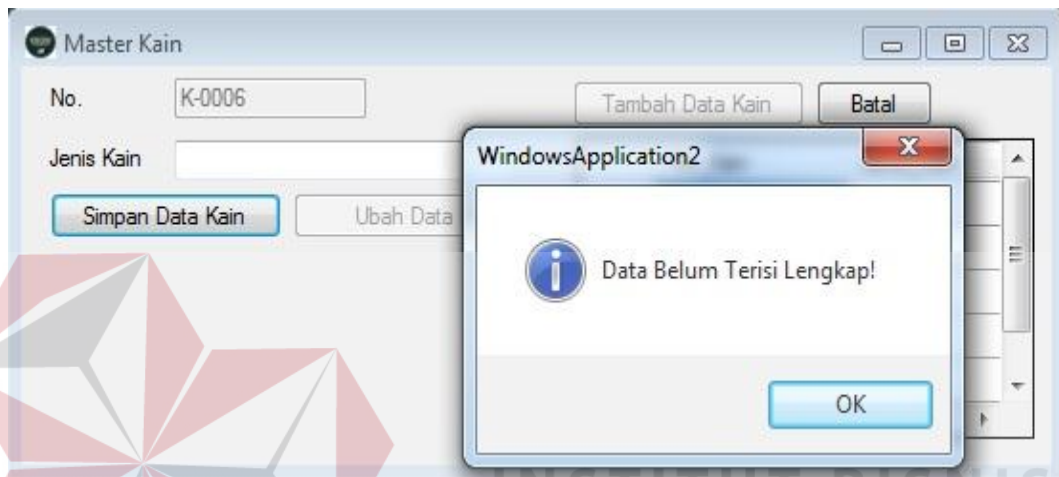 Master Kain
No. K-0006 Tambah Data Kain Batal
Jenis Kain
WindowsApplication2
Simpan Data Kain Ubah Data
Data Belum Terisi Lengkap!
OK